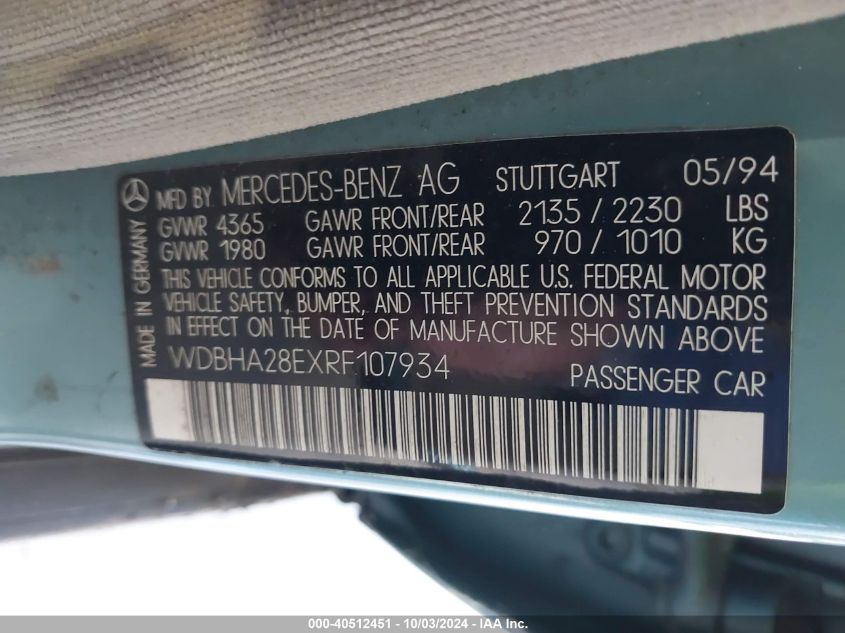 MADE IN GERMANY
MFD BY MERCEDES-BENZ AG STUTTGART 05/94
GVWR 4365 GAWR FRONT/REAR 2135 / 2230 LBS
GVWR 1980 GAWR FRONT/REAR 970 / 1010 KG
THIS VEHICLE CONFORMS TO ALL APPLICABLE U.S. FEDERAL MOTOR
VEHICLE SAFETY, BUMPER, AND THEFT PREVENTION STANDARDS
IN EFFECT ON THE DATE OF MANUFACTURE SHOWN ABOVE
WDBHA28EXRF107934 PASSENGER CAR
000-40512451 - 10/03/2024 - IAA Inc.